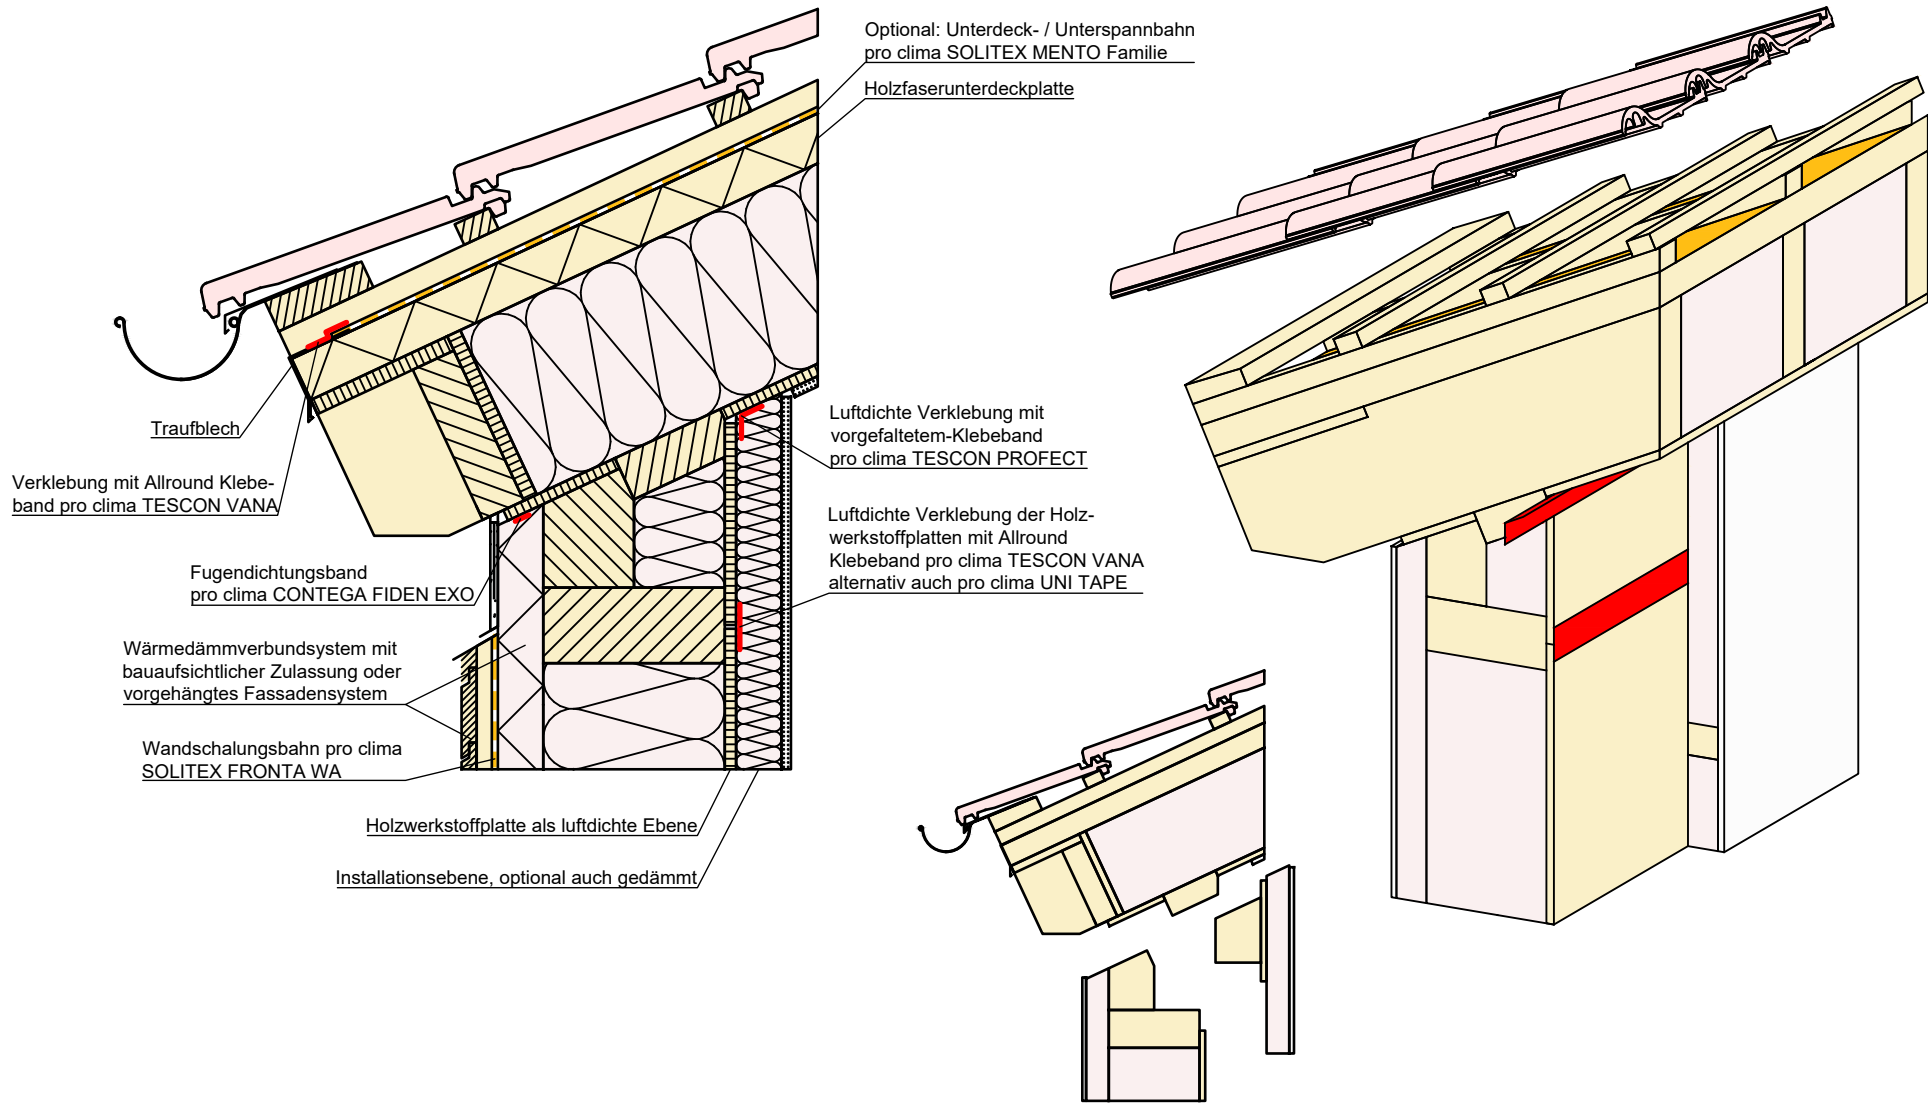 Optional: Unterdeck- / Unterspannbahn
pro clima SOLITEX MENTO Familie
Holzfaserunterdeckplatte
Traufblech
Verklebung mit Allround Klebe-
band pro clima TESCON VANA
Fugendichtungsband
pro clima CONTEGA FIDEN EXO
Wärmedämmverbundsystem mit
bauaufsichtlicher Zulassung oder
vorgehängtes Fassadensystem
Wandschalungsbahn pro clima
SOLITEX FRONTA WA
Holzwerkstoffplatte als luftdichte Ebene
Installationsebene, optional auch gedämmt
Luftdichte Verklebung mit
vorgefaltetem-Klebeband
pro clima TESCON PROFECT
Luftdichte Verklebung der Holz-
werkstoffplatten mit Allround
Klebeband pro clima TESCON VANA
alternativ auch pro clima UNI TAPE